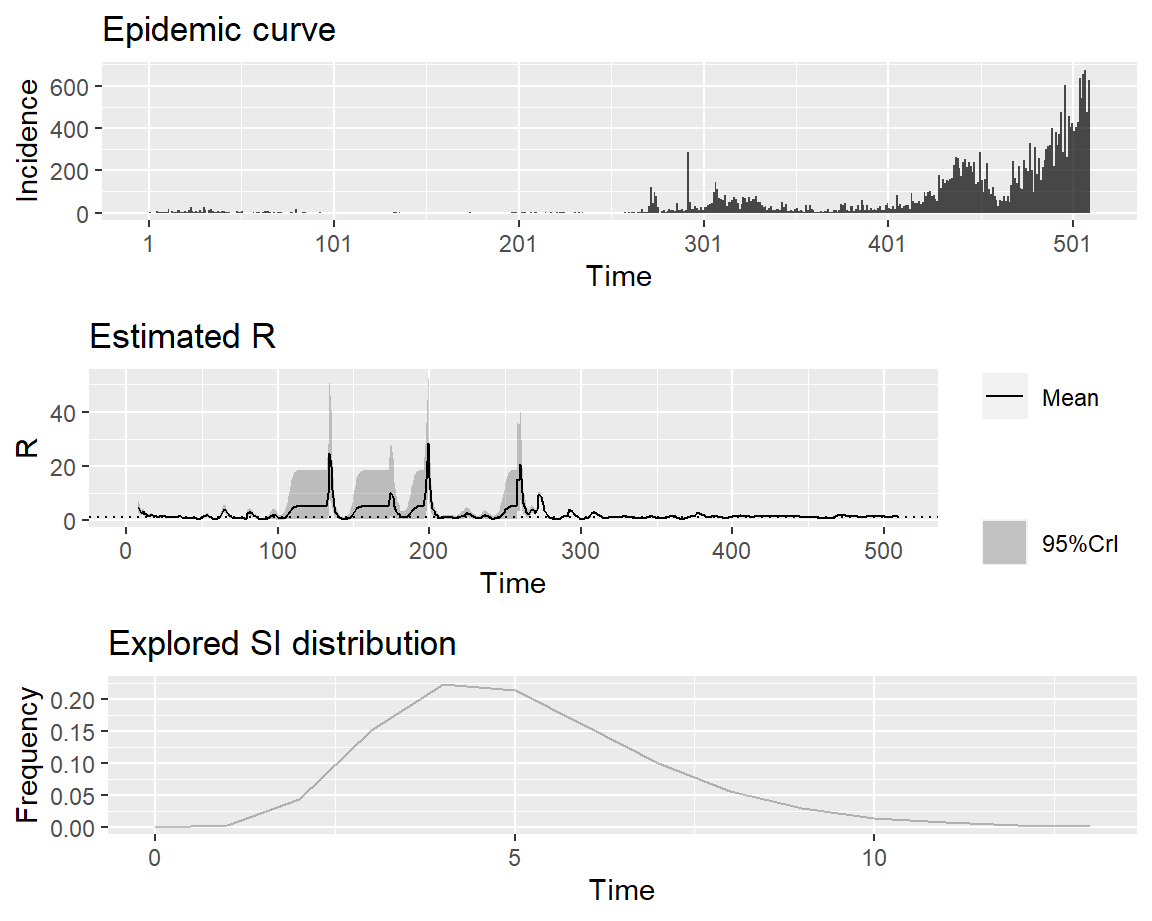 Epidemic curve
Incidence
600
400
200
0
1
101
201
301
401
501
Time
Estimated R
R
40
20
0
0
100
200
300
400
500
Time
Mean
95%CrI
Explored SI distribution
Frequency
0.20
0.15
0.10
0.05
0.00
0
5
10
Time